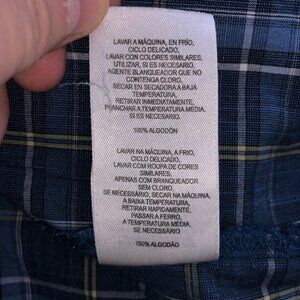 LAVAR A MÁQUINA, EN FRÍO,
CICLO DELICADO,
LAVAR CON COLORES SIMILARES,
UTILIZAR, SI ES NECESARIO,
AGENTE BLANQUEADOR QUE NO
CONTENGA CLORO,
SECAR EN SECADORA A BAJA
TEMPERATURA,
RETIRAR INMEDIATAMENTE,
PLANCHAR A TEMPERATURA MEDIA,
SI ES NECESARIO.
100% ALGODÓN
LAVAR NA MÁQUINA, A FRIO,
CICLO DELICADO,
LAVAR COM ROUPA DE CORES
SIMILARES,
APENAS COM BRANQUEADOR
SEM CLORO,
SE NECESSÁRIO, SECAR NA MÁQUINA
A BAIXA TEMPERATURA,
RETIRAR RAPIDAMENTE,
PASSAR A FERRO,
A TEMPERATURA MÉDIA,
SE NECESSÁRIO.
100% ALGODÃO